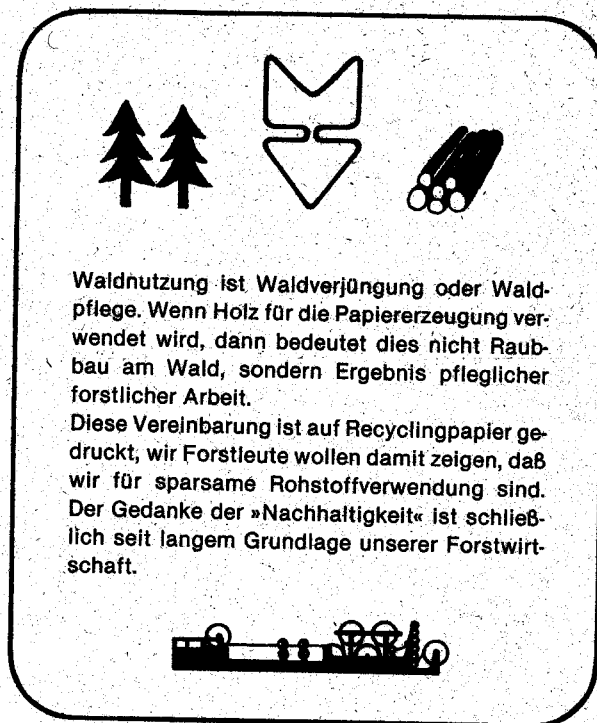 Waldnutzung ist Waldverjüngung oder Wald-
pflege. Wenn Holz für die Papiererzeugung ver-
wendet wird, dann bedeutet dies nicht Raub-
bau am Wald, sondern Ergebnis pfleglicher
forstlicher Arbeit.
Diese Vereinbarung ist auf Recyclingpapier ge-
druckt, wir Forstleute wollen damit zeigen, daß
wir für sparsame Rohstoffverwendung sind.
Der Gedanke der »Nachhaltigkeit« ist schließ-
lich seit langem Grundlage unserer Forstwirt-
schaft.